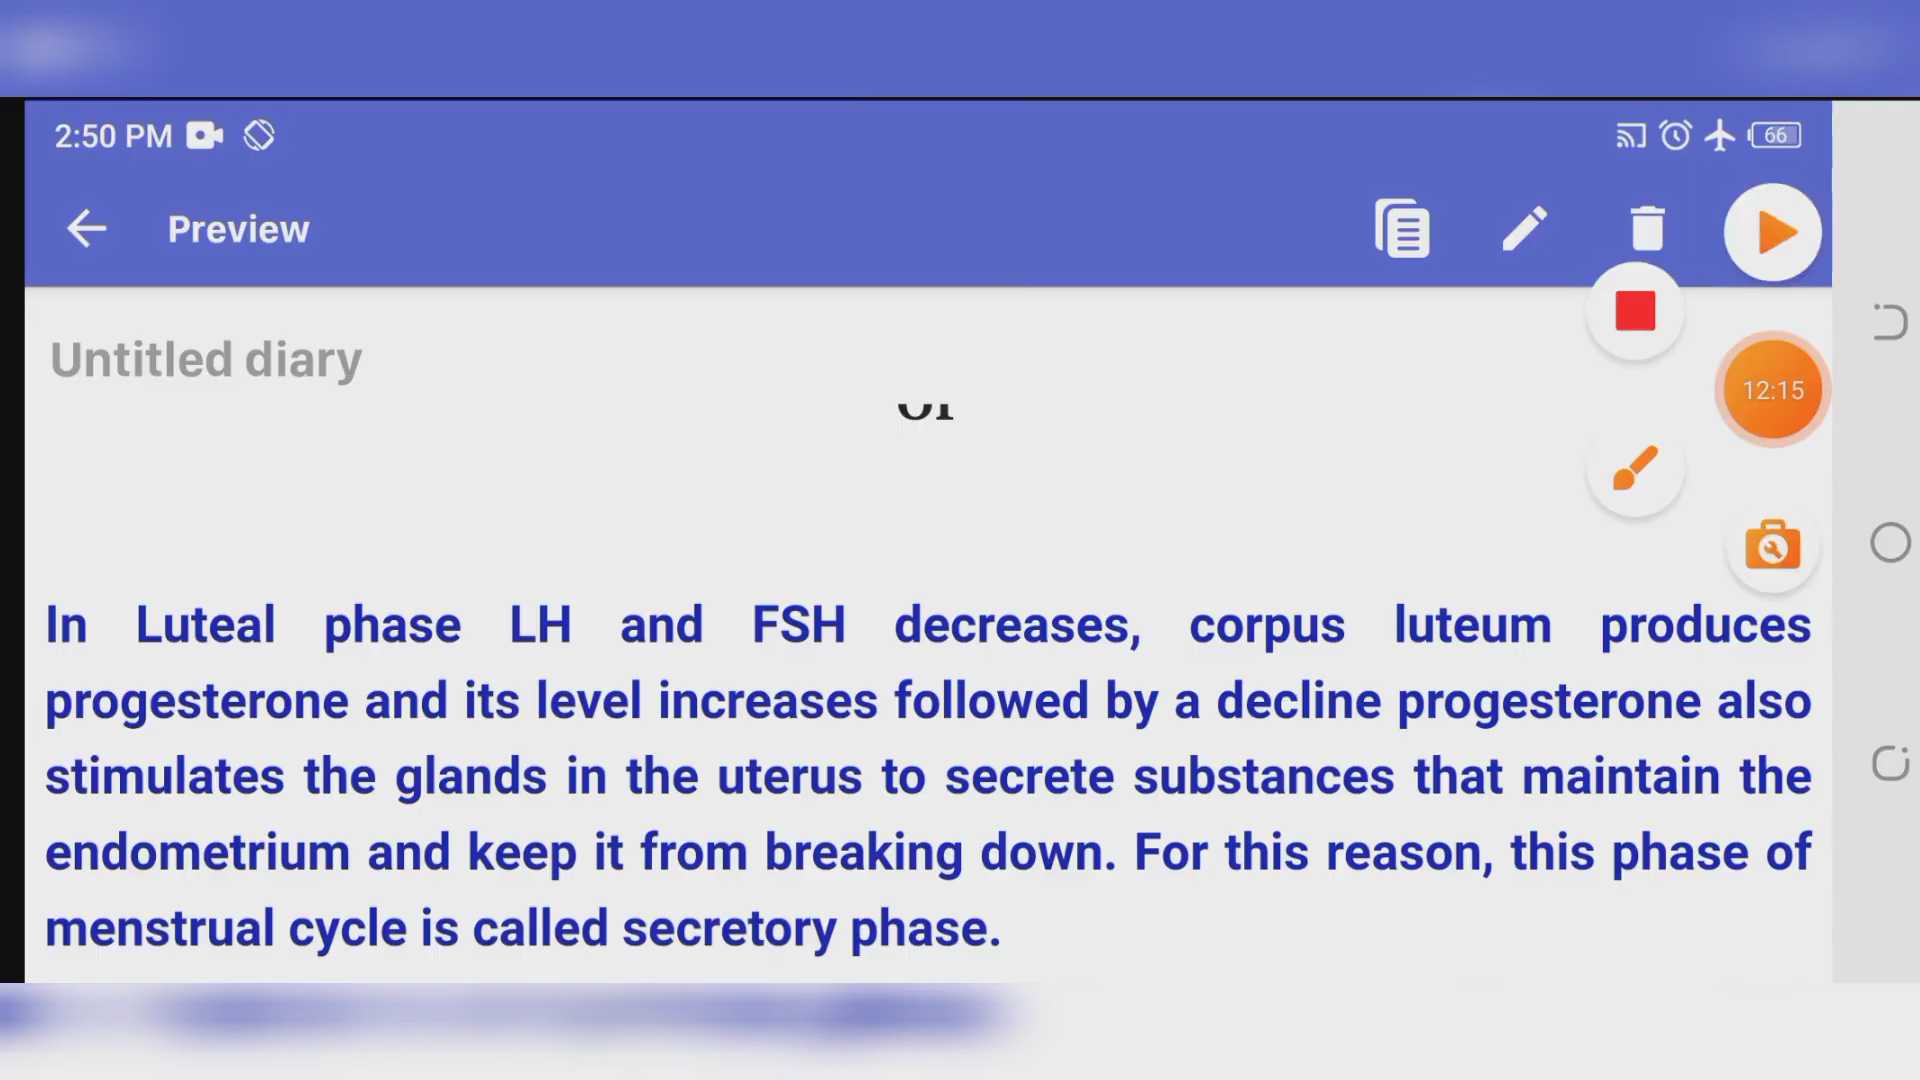 2:50 PM
66
Preview
Untitled diary
12:15
In Luteal phase LH and FSH decreases, corpus luteum produces
progesterone and its level increases followed by a decline progesterone also
stimulates the glands in the uterus to secrete substances that maintain the
endometrium and keep it from breaking down. For this reason, this phase of
menstrual cycle is called secretory phase.